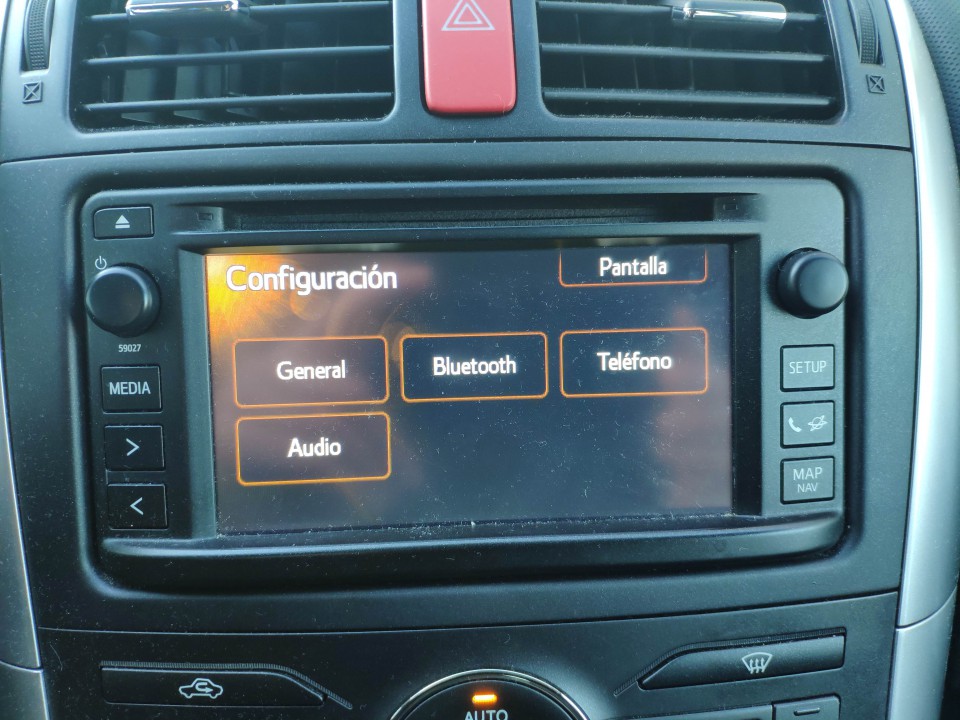 Configuración
Pantalla
General
Bluetooth
Teléfono
Audio
59027
MEDIA
>
<
SETUP
MAP
NAV
AUTO